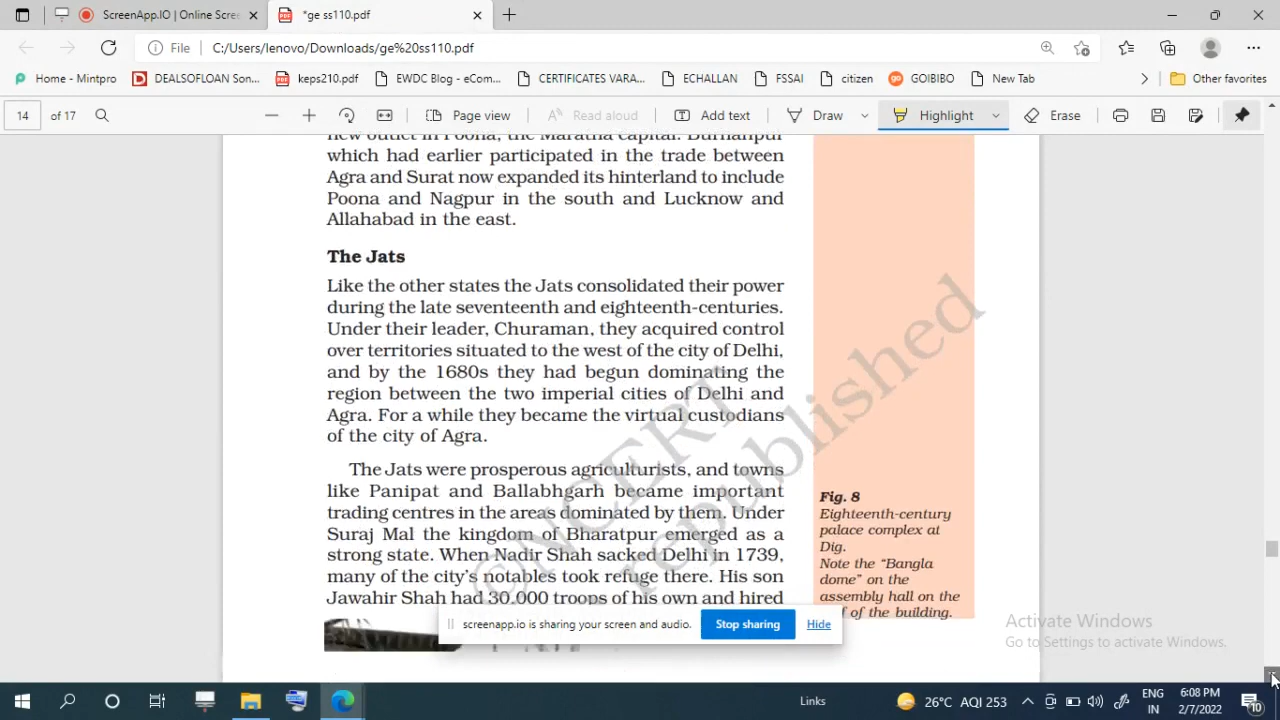 ScreenApp.IO | Online Scree
*ge ss110.pdf
File
C:/Users/lenovo/Downloads/ge%20ss110.pdf
Home - Mintpro
DEALSOFLOAN Son...
keps210.pdf
EWDC Blog - eCom...
CERTIFICATES VARA...
ECHALLAN
FSSAI
citizen
GOIBIBO
New Tab
Other favorites
14 of 17
Page view
Read aloud
Add text
Draw
Highlight
Erase
new outlet in Poona, the Maratha capital. Burhanpur
which had earlier participated in the trade between
Agra and Surat now expanded its hinterland to include
Poona and Nagpur in the south and Lucknow and
Allahabad in the east.
The Jats
Like the other states the Jats consolidated their power
during the late seventeenth and eighteenth-centuries.
Under their leader, Churaman, they acquired control
over territories situated to the west of the city of Delhi,
and by the 1680s they had begun dominating the
region between the two imperial cities of Delhi and
Agra. For a while they became the virtual custodians
of the city of Agra.
The Jats were prosperous agriculturists, and towns
like Panipat and Ballabhgarh became important
trading centres in the areas dominated by them. Under
Suraj Mal the kingdom of Bharatpur emerged as a
strong state. When Nadir Shah sacked Delhi in 1739,
many of the city's notables took refuge there. His son
Jawahir Shah had 30,000 troops of his own and hired
©NCERT
republished
Fig. 8
Eighteenth-century
palace complex at
Dig.
Note the "Bangla
dome" on the
assembly hall on the
of the building.
screenapp.io is sharing your screen and audio.
Stop sharing
Hide
Activate Windows
Go to Settings to activate Windows.
Links
26°C AQI 253
ENG
IN
6:08 PM
2/7/2022
10